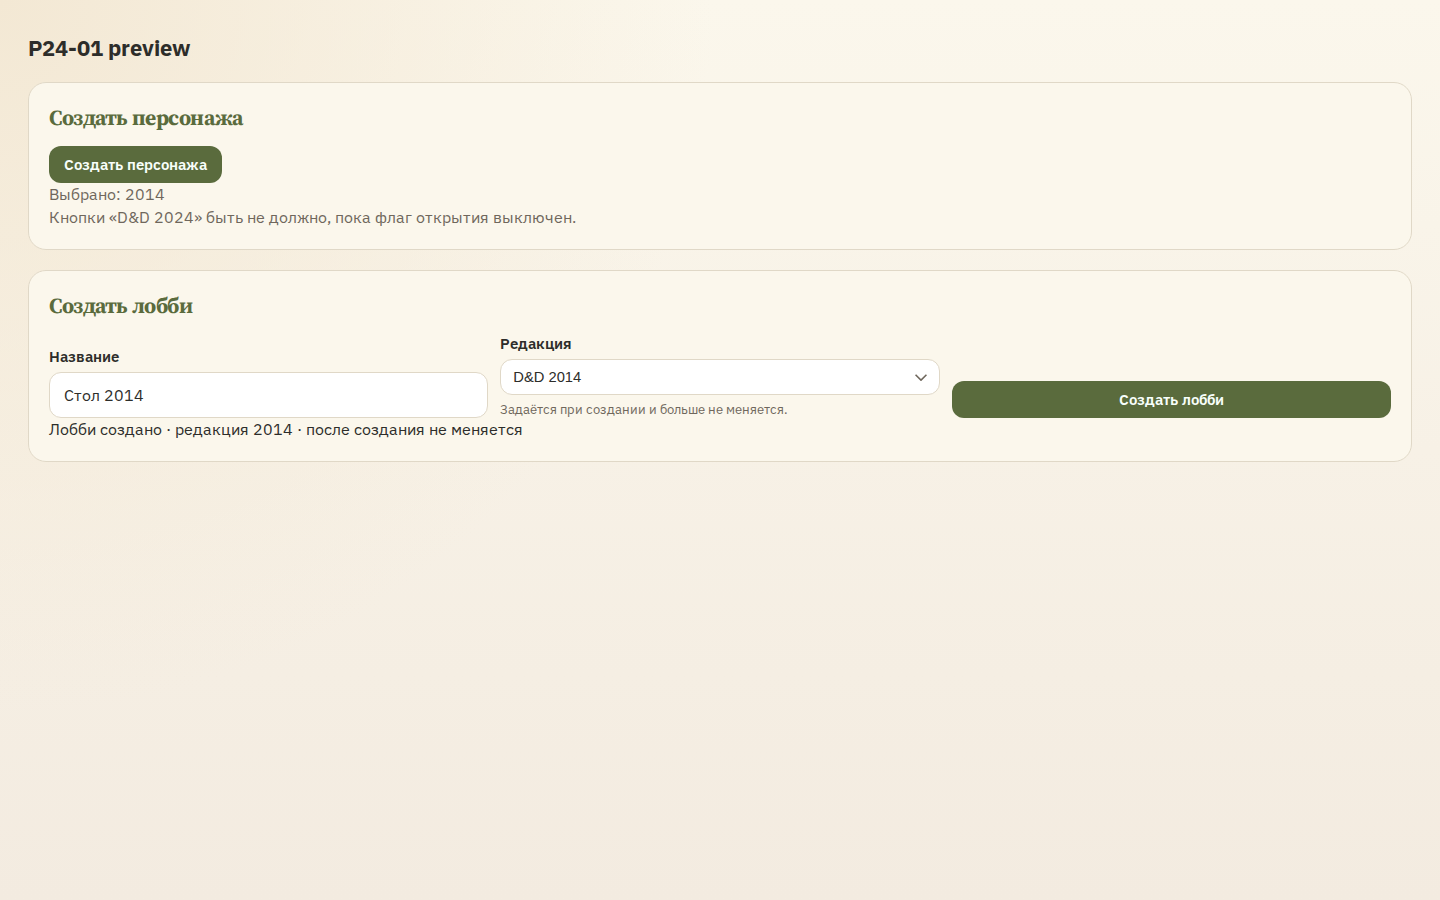 P24-01 preview
Создать персонажа
Создать персонажа
Выбрано: 2014
Кнопки «D&D 2024» быть не должно, пока флаг открытия выключен.
Создать лобби
Название
Стол 2014
Редакция
D&D 2014
Задаётся при создании и больше не меняется.
Создать лобби
Лобби создано · редакция 2014 · после создания не меняется